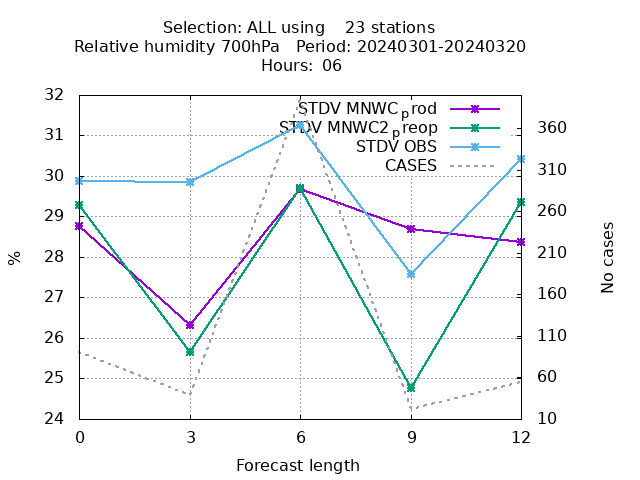 Selection: ALL using 23 stations
Relative humidity 700hPa Period: 20240301-20240320
Hours: 06
STDV MNWC_prod
STDV MNWC2_preop
STDV OBS
CASES
32
31
30
29
28
27
26
25
24
%
360
310
260
210
160
110
60
10
No cases
0 3 6 9 12
Forecast length